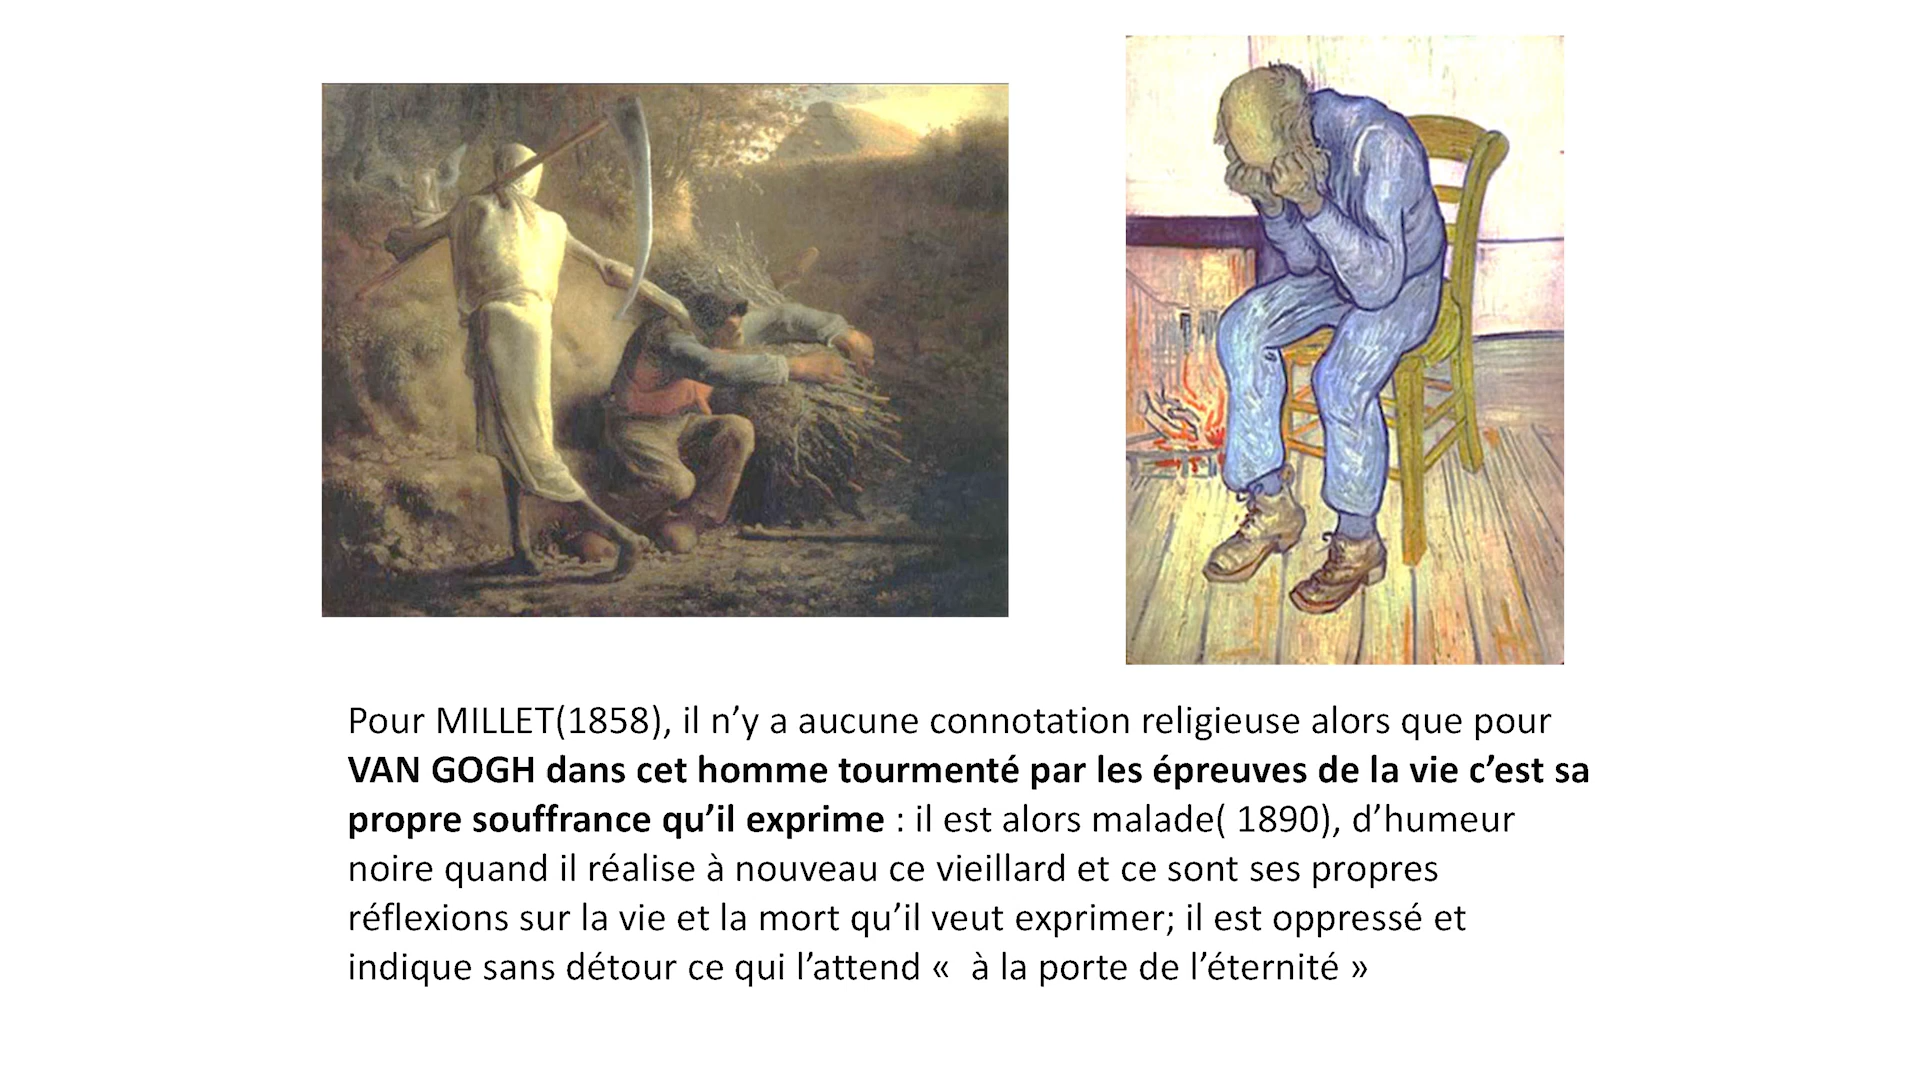 Pour MILLET(1858), il n’y a aucune connotation religieuse alors que pour
VAN GOGH dans cet homme tourmenté par les épreuves de la vie c’est sa
propre souffrance qu’il exprime : il est alors malade( 1890), d’humeur
noire quand il réalise à nouveau ce vieillard et ce sont ses propres
réflexions sur la vie et la mort qu’il veut exprimer; il est oppressé et
indique sans détour ce qui l’attend «  à la porte de l’éternité »